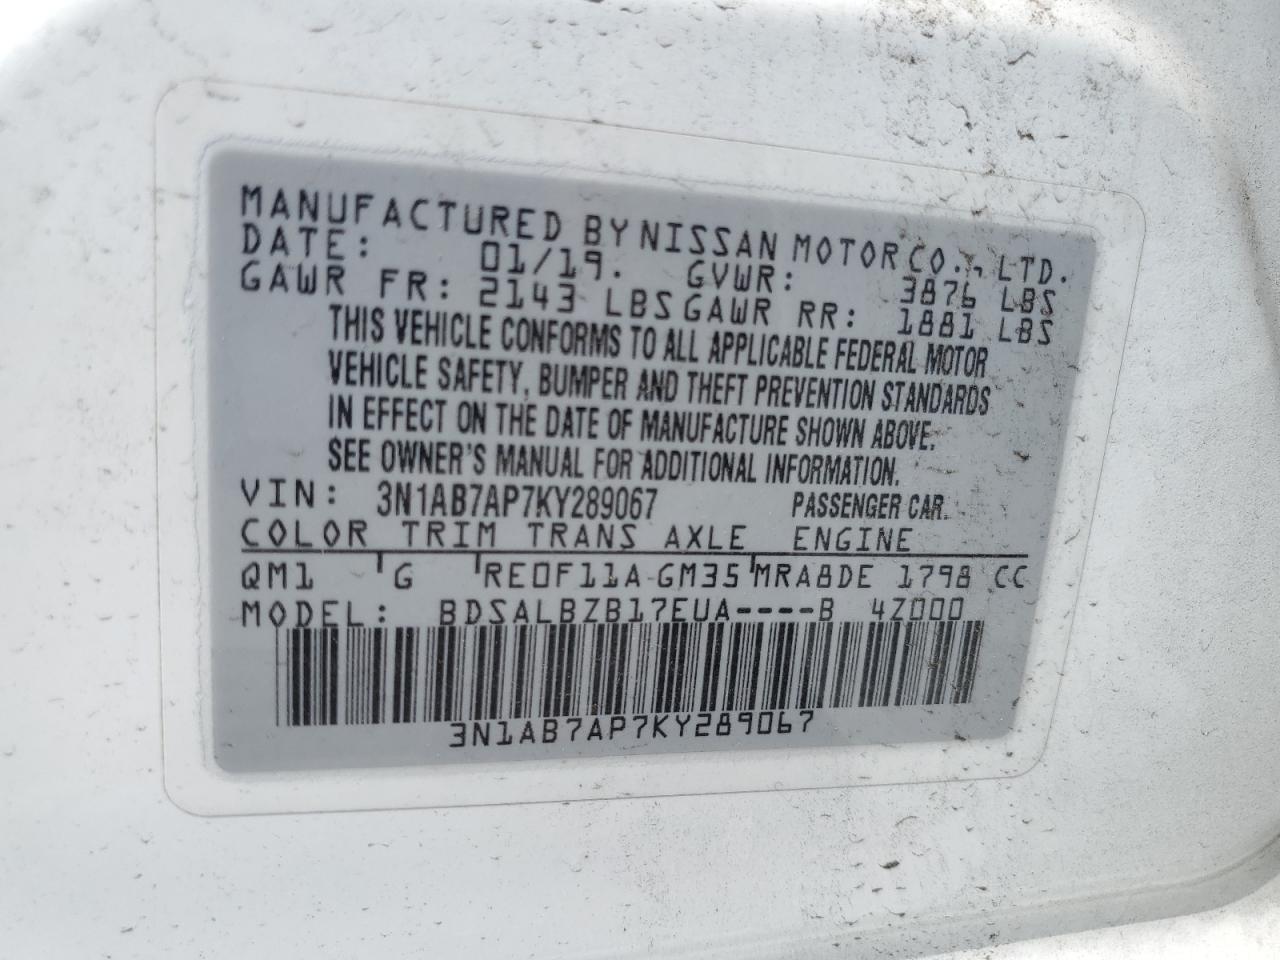 MANUFACTURED BY NISSAN MOTOR CO., LTD.
DATE: 01/19. GVWR: 3876 LBS
GAWR FR: 2143 LBS GAWR RR: 1881 LBS
THIS VEHICLE CONFORMS TO ALL APPLICABLE FEDERAL MOTOR
VEHICLE SAFETY, BUMPER AND THEFT PREVENTION STANDARDS
IN EFFECT ON THE DATE OF MANUFACTURE SHOWN ABOVE.
SEE OWNER'S MANUAL FOR ADDITIONAL INFORMATION.
VIN: 3N1AB7AP7KY289067 PASSENGER CAR.
COLOR TRIM TRANS AXLE ENGINE
QM1 G RE0F11A GM35 MRA8DE 1798 CC
MODEL: BDSALBZB17EUA----B 4Z000
3N1AB7AP7KY289067